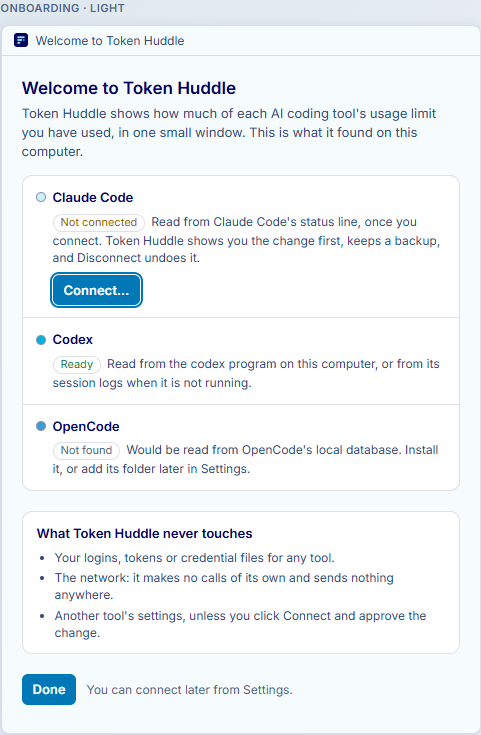 ONBOARDING · LIGHT
Welcome to Token Huddle
Welcome to Token Huddle
Token Huddle shows how much of each AI coding tool's usage limit
you have used, in one small window. This is what it found on this
computer.
Claude Code
Not connected Read from Claude Code's status line, once you
connect. Token Huddle shows you the change first, keeps a backup,
and Disconnect undoes it.
Connect...
Codex
Ready Read from the codex program on this computer, or from its
session logs when it is not running.
OpenCode
Not found Would be read from OpenCode's local database. Install
it, or add its folder later in Settings.
What Token Huddle never touches
• Your logins, tokens or credential files for any tool.
• The network: it makes no calls of its own and sends nothing
anywhere.
• Another tool's settings, unless you click Connect and approve the
change.
Done You can connect later from Settings.